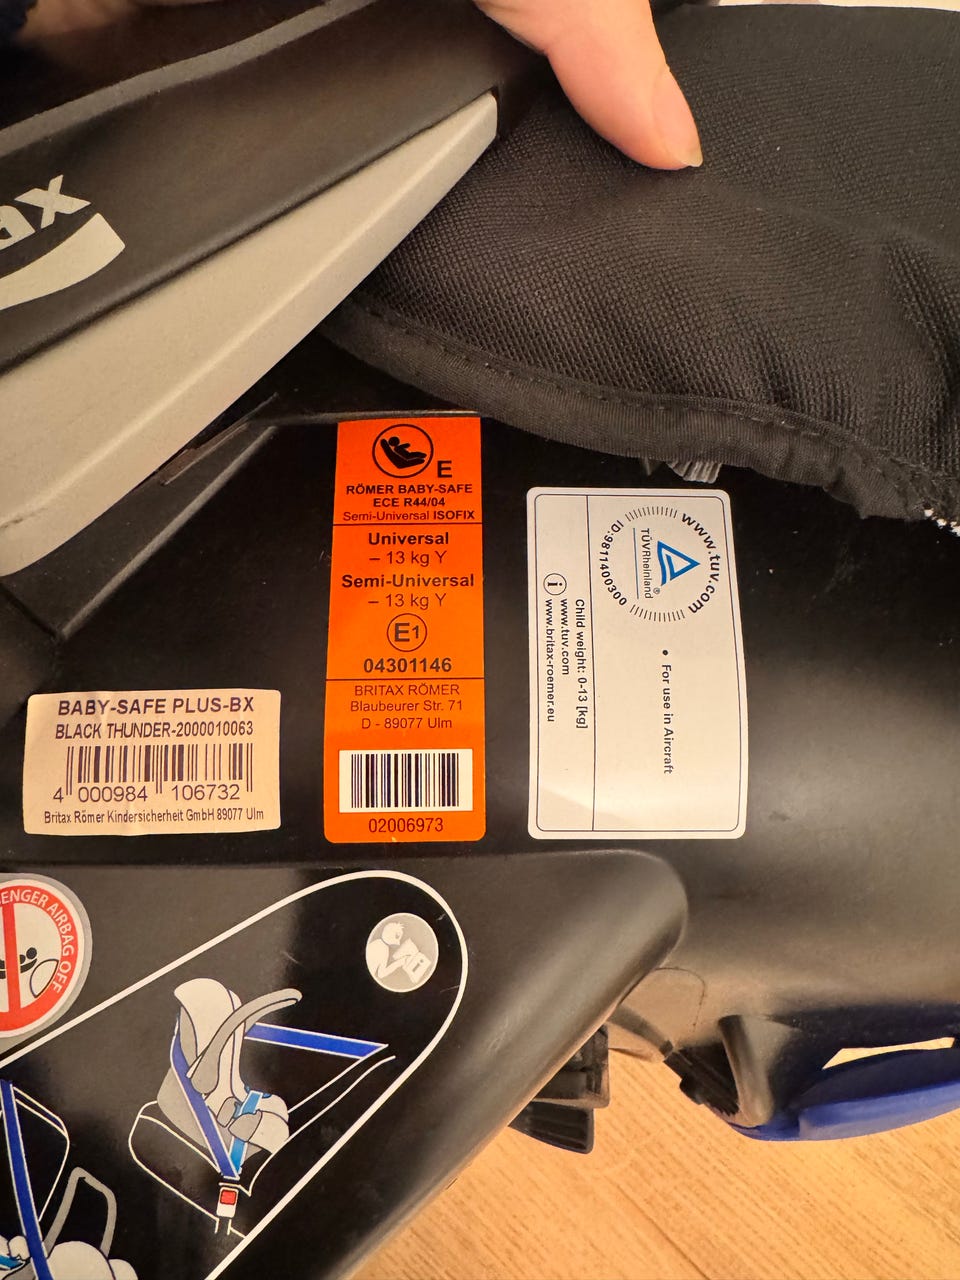 E
RÖMER BABY-SAFE
ECE R44/04
Semi-Universal ISOFIX
Universal
– 13 kg Y
Semi-Universal
– 13 kg Y
E1
04301146
BRITAX RÖMER
Blaubeurer Str. 71
D - 89077 Ulm
02006973
www.tuv.com
TÜVRheinland®
ID:9811400300
• For use in Aircraft
Child weight: 0-13 [kg]
i www.tuv.com
www.britax-roemer.eu
BABY-SAFE PLUS-BX
BLACK THUNDER-2000010063
4 000984 106732
Britax Römer Kindersicherheit GmbH 89077 Ulm
AIRBAG OFF
i